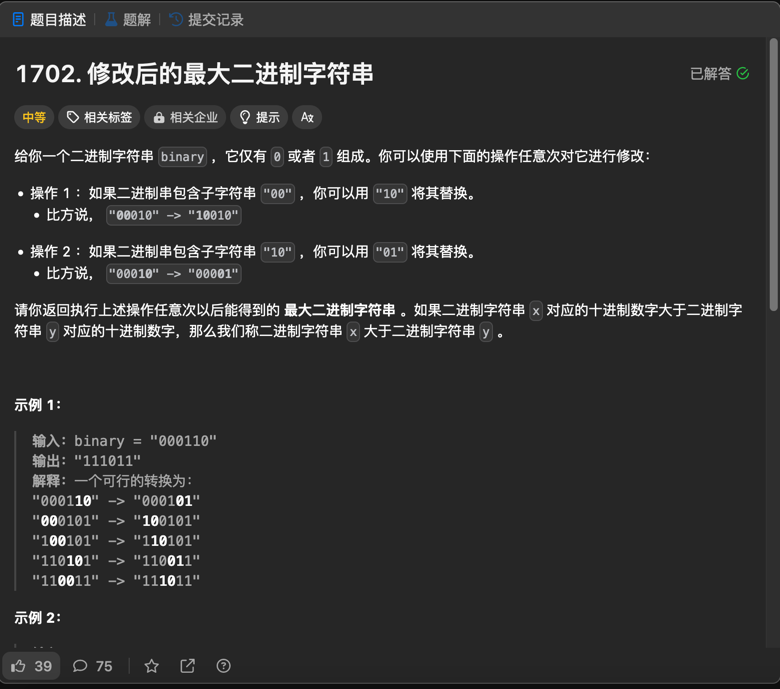 题目描述 | 题解 | 提交记录
1702. 修改后的最大二进制字符串
已解答
中等 相关标签 相关企业 提示
给你一个二进制字符串 binary ，它仅有 0 或者 1 组成。你可以使用下面的操作任意次对它进行修改：
• 操作 1 ：如果二进制串包含子字符串 "00" ，你可以用 "10" 将其替换。
• 比方说， "00010" -> "10010"
• 操作 2 ：如果二进制串包含子字符串 "10" ，你可以用 "01" 将其替换。
• 比方说， "00010" -> "00001"
请你返回执行上述操作任意次以后能得到的 最大二进制字符串 。如果二进制字符串 x 对应的十进制数字大于二进制字
符串 y 对应的十进制数字，那么我们称二进制字符串 x 大于二进制字符串 y 。
示例 1：
输入：binary = "000110"
输出："111011"
解释：一个可行的转换为：
"000110" -> "000101"
"000101" -> "100101"
"100101" -> "110101"
"110101" -> "110011"
"110011" -> "111011"
示例 2：
39 75